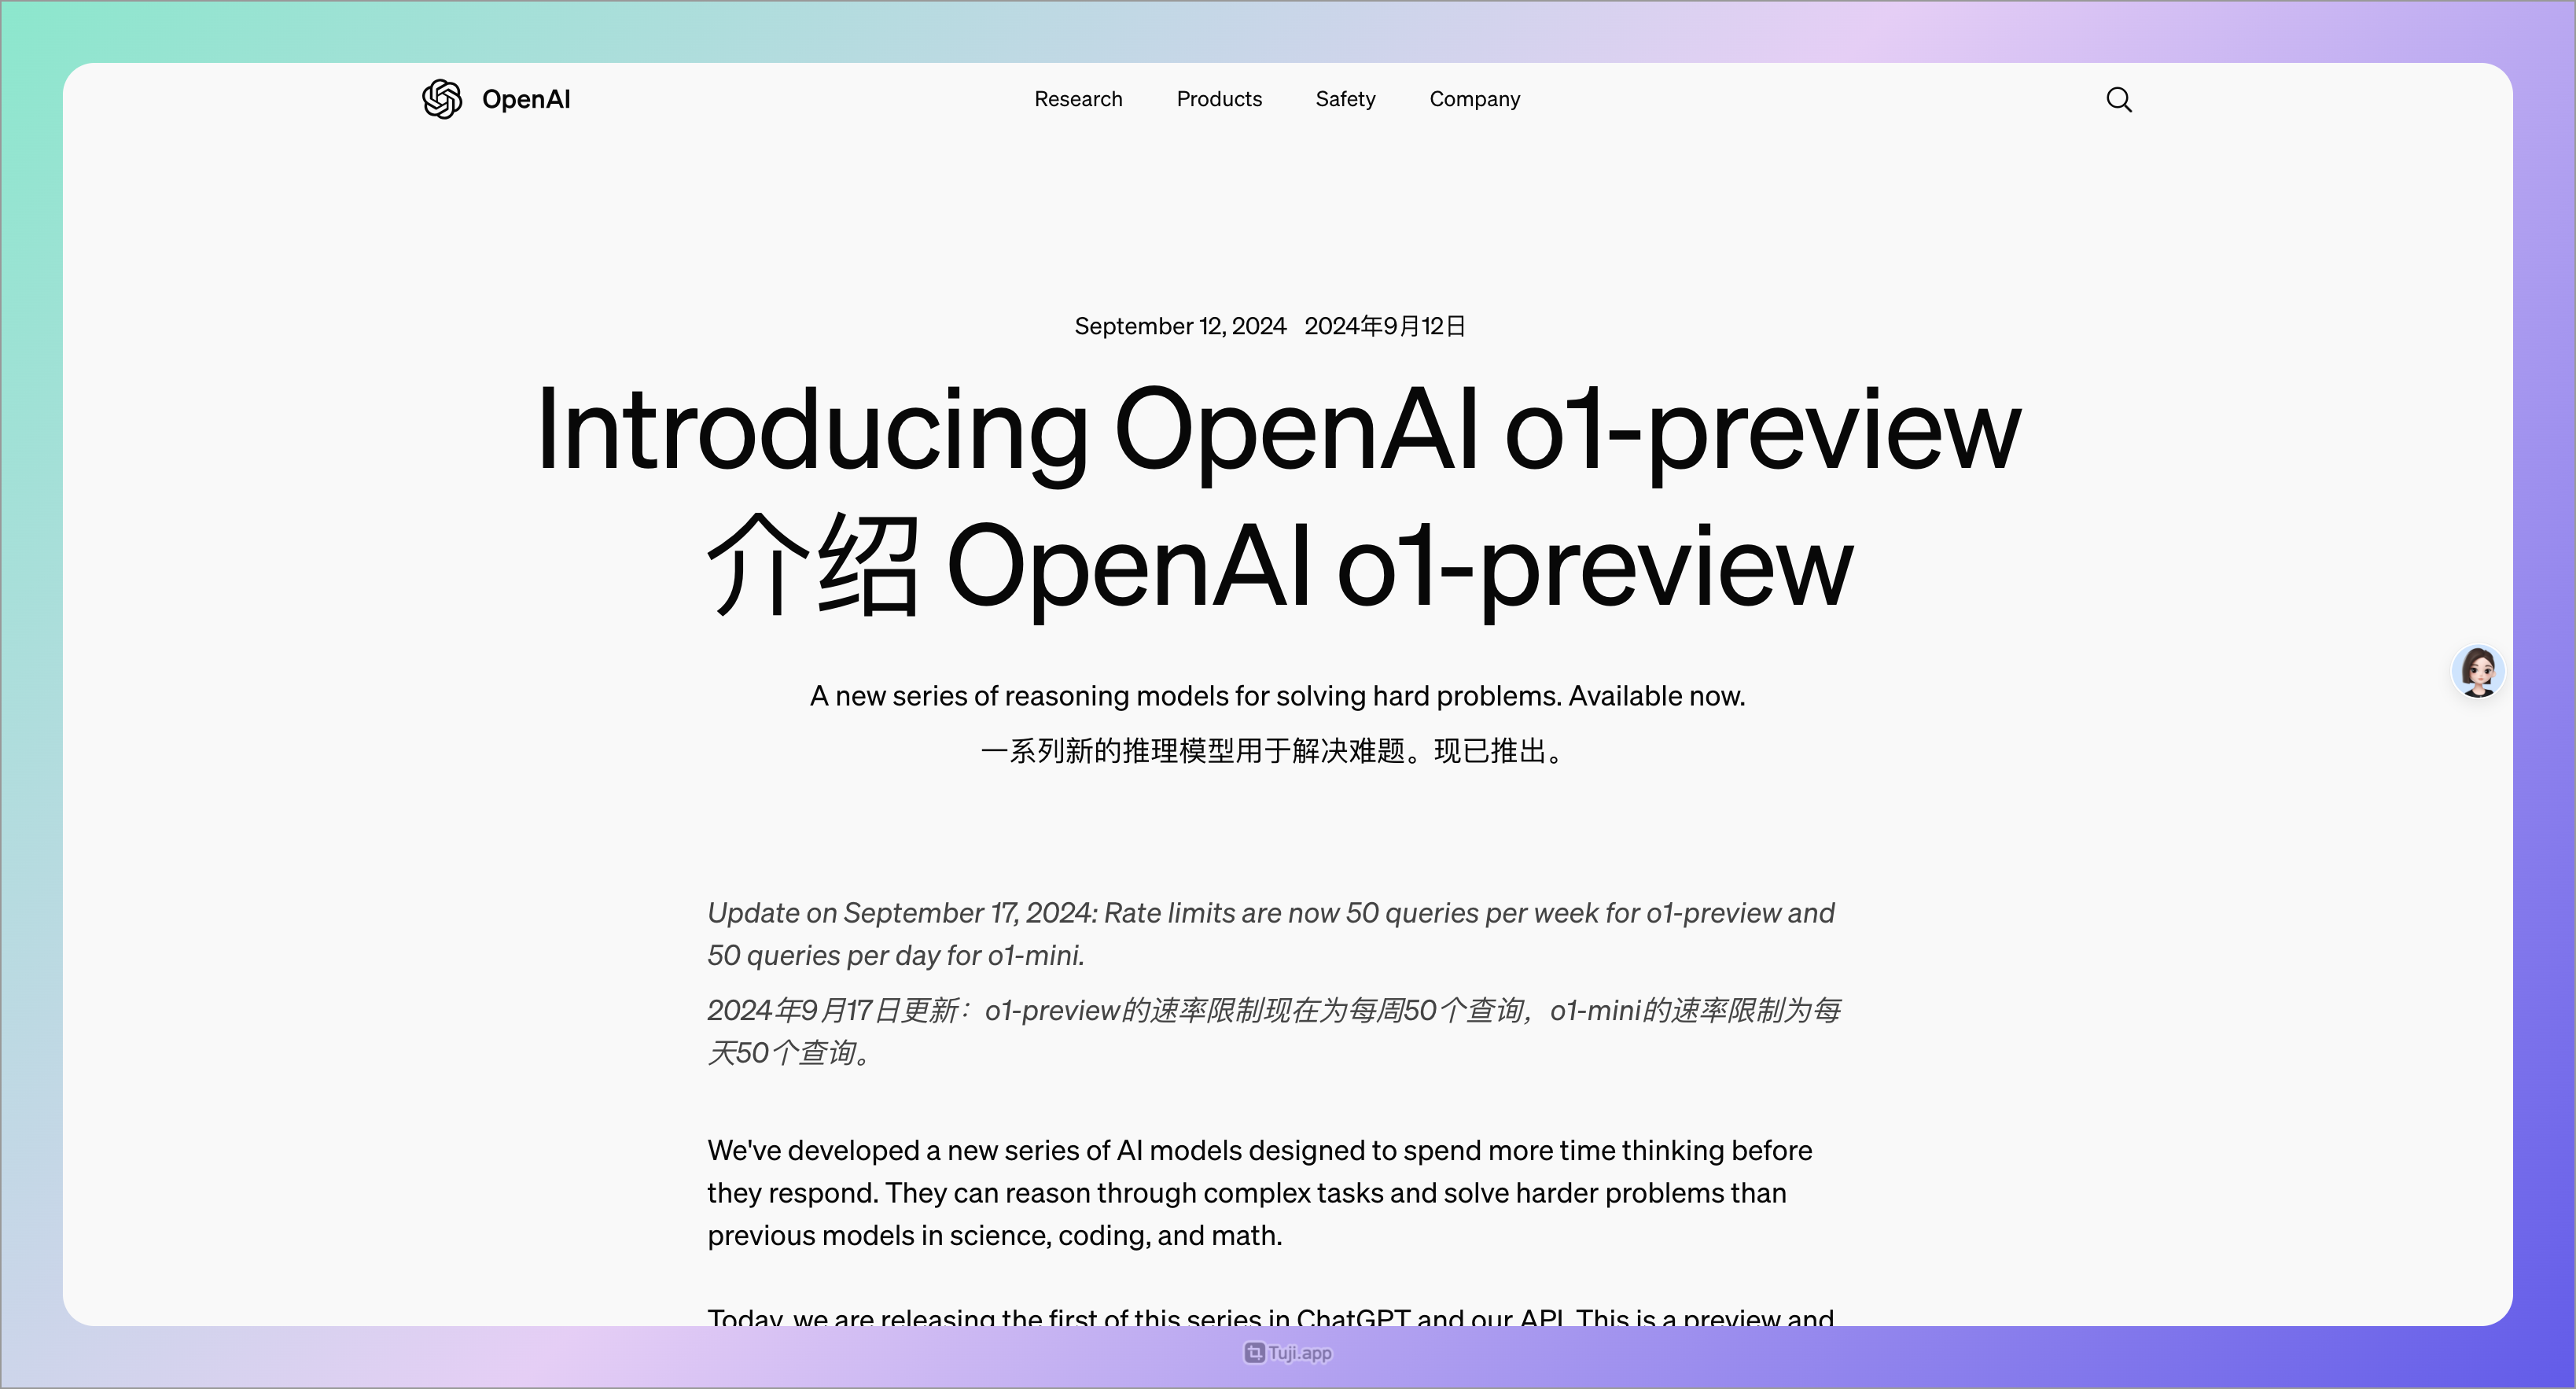 OpenAI
Research Products Safety Company
September 12, 2024 2024年9月12日
Introducing OpenAI o1-preview
介绍 OpenAI o1-preview
A new series of reasoning models for solving hard problems. Available now.
一系列新的推理模型用于解决难题。现已推出。
Update on September 17, 2024: Rate limits are now 50 queries per week for o1-preview and
50 queries per day for o1-mini.
2024年9月17日更新：o1-preview的速率限制现在为每周50个查询，o1-mini的速率限制为每
天50个查询。
We've developed a new series of AI models designed to spend more time thinking before
they respond. They can reason through complex tasks and solve harder problems than
previous models in science, coding, and math.
Today, we are releasing the first of this series in ChatGPT and our API. This is a preview and
Tuji.app